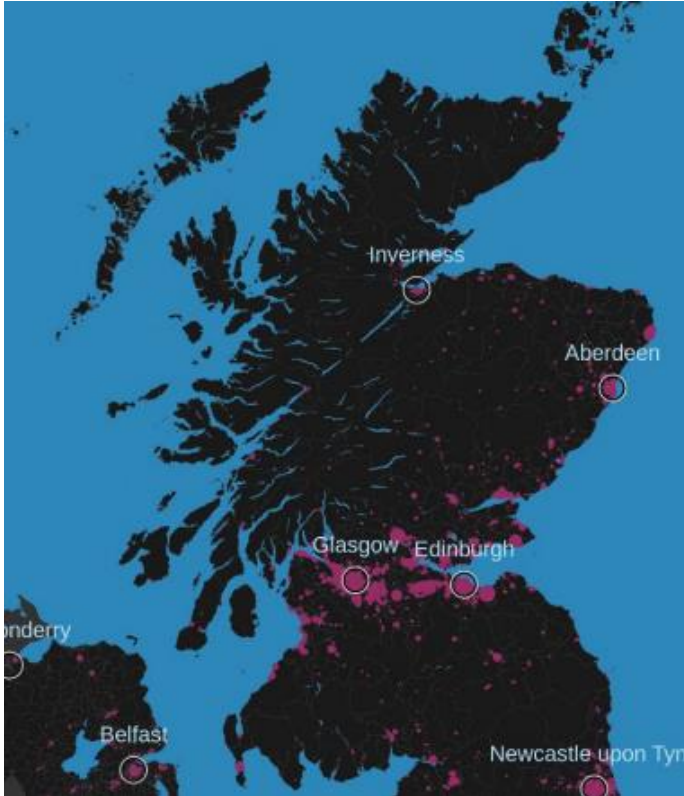 Inverness
Aberdeen
Glasgow
Edinburgh
onderry
Belfast
Newcastle upon Tyn